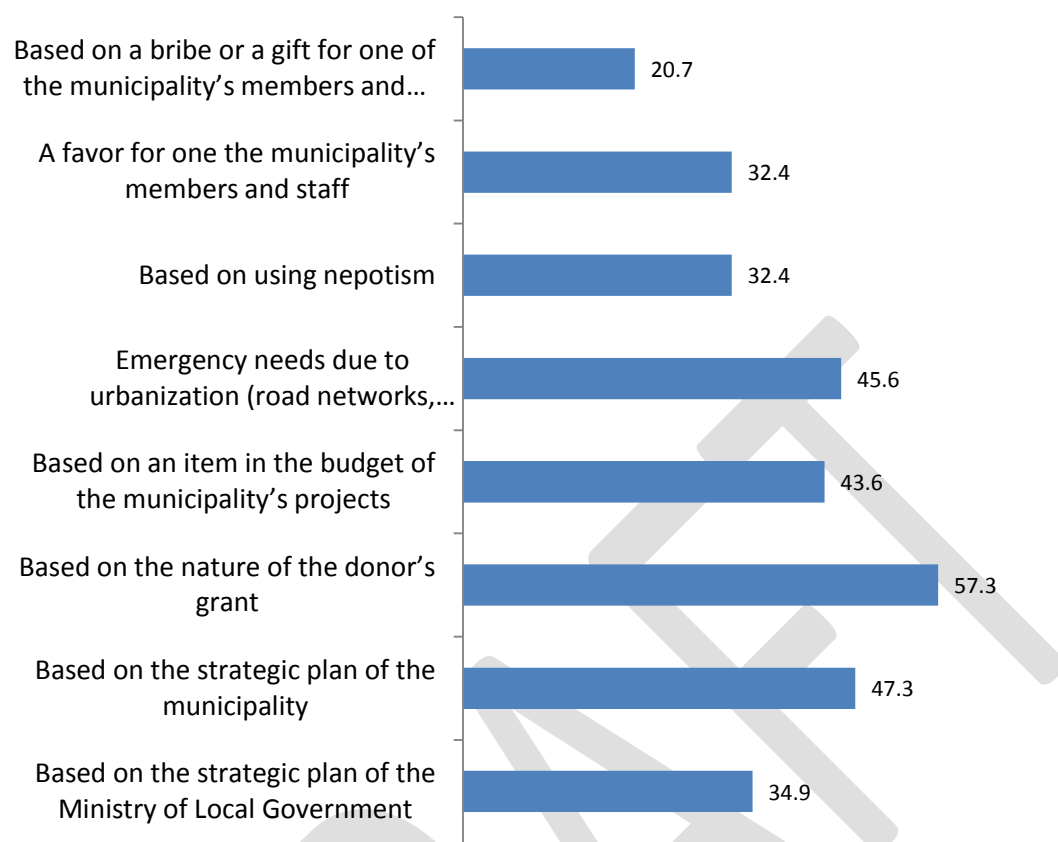 Based on a bribe or a gift for one of
the municipality’s members and…
20.7
A favor for one the municipality’s
members and staff
32.4
Based on using nepotism
32.4
Emergency needs due to
urbanization (road networks,…
45.6
Based on an item in the budget of
the municipality’s projects
43.6
Based on the nature of the donor’s
grant
57.3
Based on the strategic plan of the
municipality
47.3
Based on the strategic plan of the
Ministry of Local Government
34.9